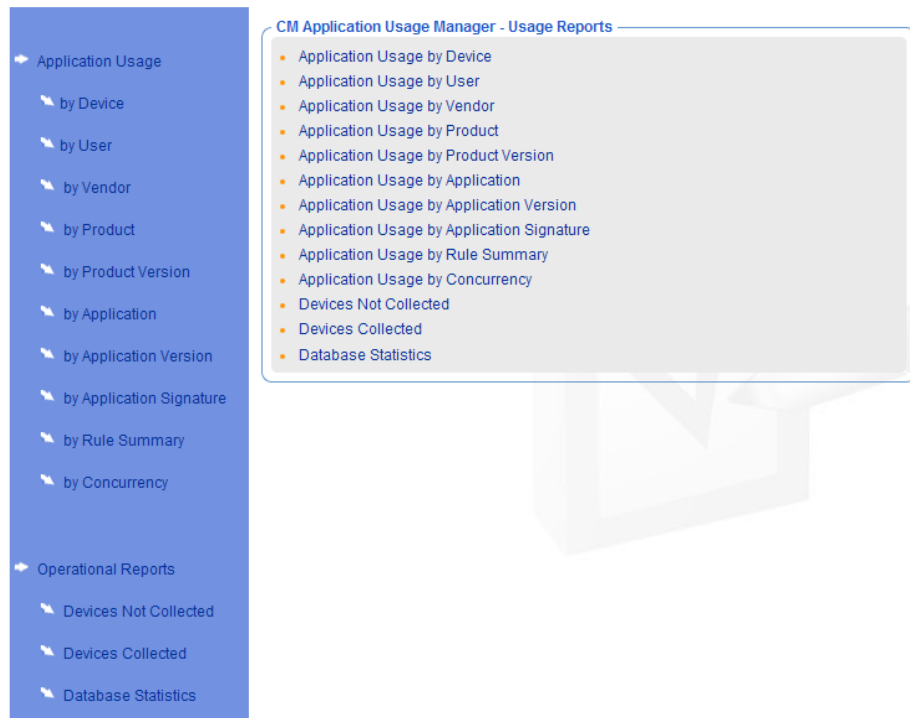 Application Usage
by Device
by User
by Vendor
by Product
by Product Version
by Application
by Application Version
by Application Signature
by Rule Summary
by Concurrency
Operational Reports
Devices Not Collected
Devices Collected
Database Statistics
CM Application Usage Manager - Usage Reports
Application Usage by Device
Application Usage by User
Application Usage by Vendor
Application Usage by Product
Application Usage by Product Version
Application Usage by Application
Application Usage by Application Version
Application Usage by Application Signature
Application Usage by Rule Summary
Application Usage by Concurrency
Devices Not Collected
Devices Collected
Database Statistics